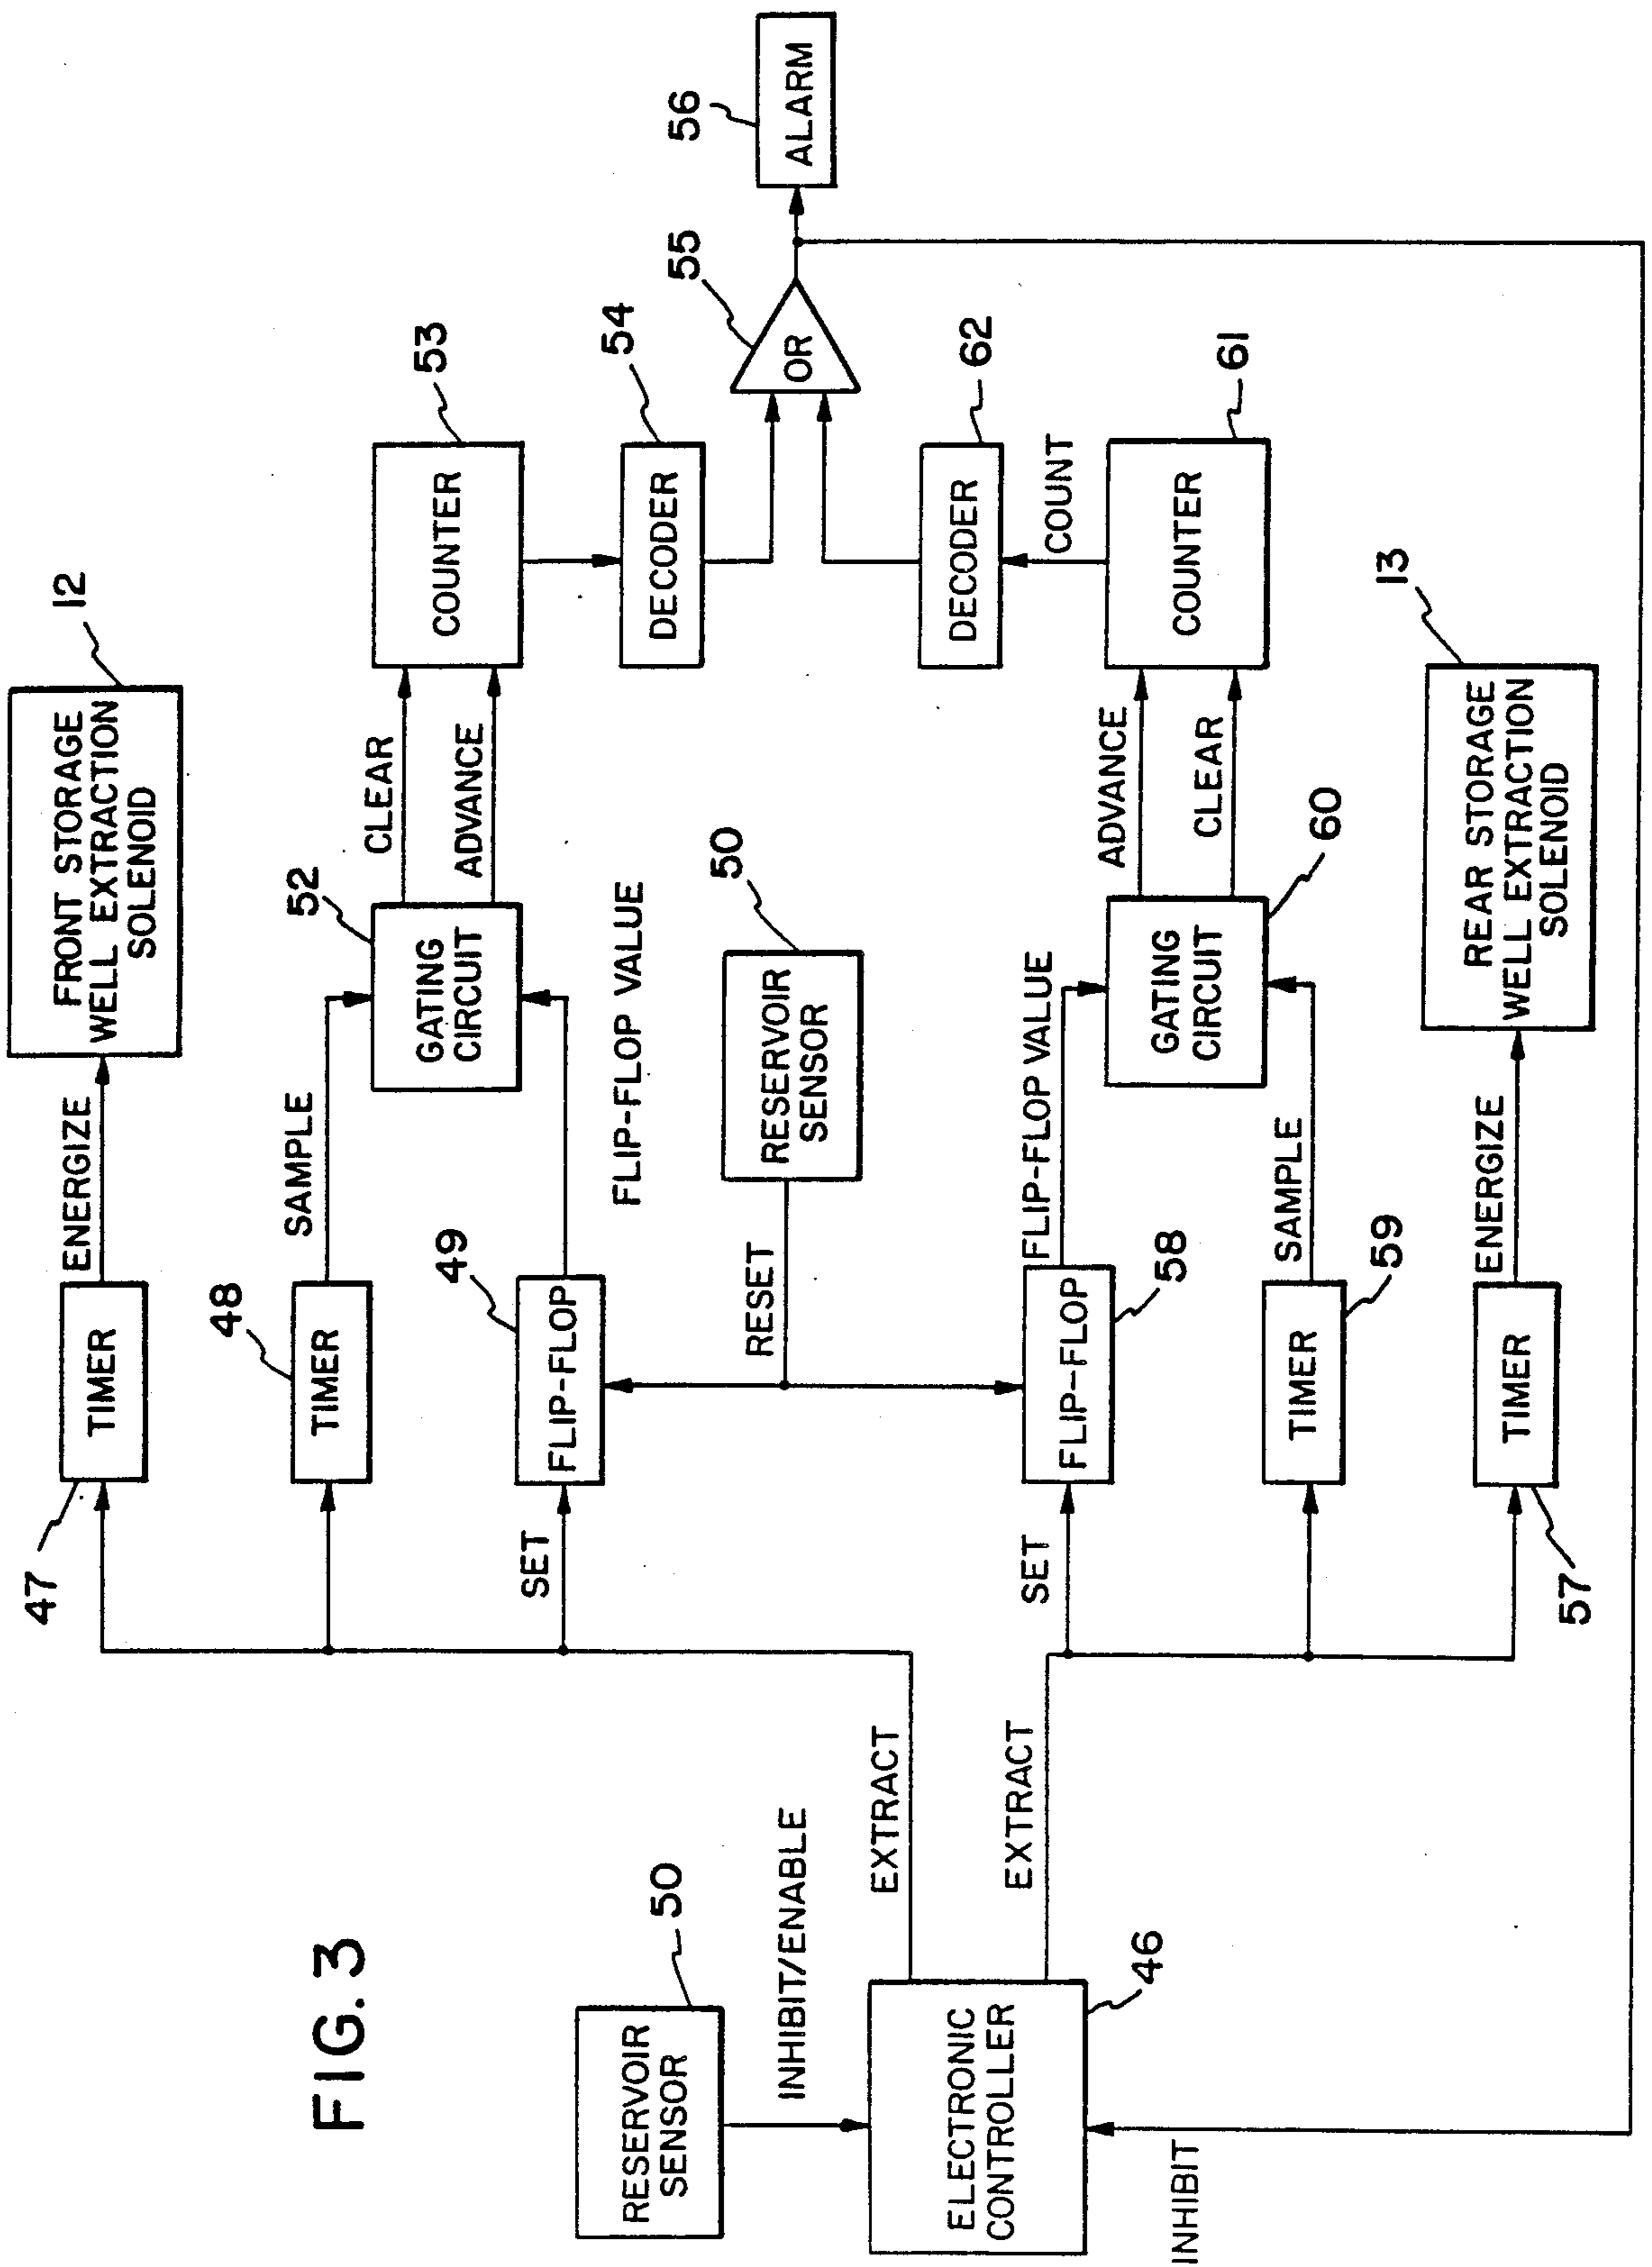 FIG. 3
12
FRONT STORAGE
WELL EXTRACTION
SOLENOID
47
TIMER
ENERGIZE
48
TIMER
SAMPLE
52
GATING
CIRCUIT
CLEAR
ADVANCE
53
COUNTER
49
FLIP-FLOP
SET
FLIP-FLOP VALUE
54
DECODER
50
RESERVOIR
SENSOR
RESET
55
OR
56
ALARM
50
RESERVOIR
SENSOR
INHIBIT/ENABLE
EXTRACT
EXTRACT
46
ELECTRONIC
CONTROLLER
INHIBIT
SET
FLIP-FLOP
58
FLIP-FLOP VALUE
62
DECODER
COUNT
61
COUNTER
ADVANCE
CLEAR
60
GATING
CIRCUIT
SAMPLE
59
TIMER
57
TIMER
ENERGIZE
13
REAR STORAGE
WELL EXTRACTION
SOLENOID